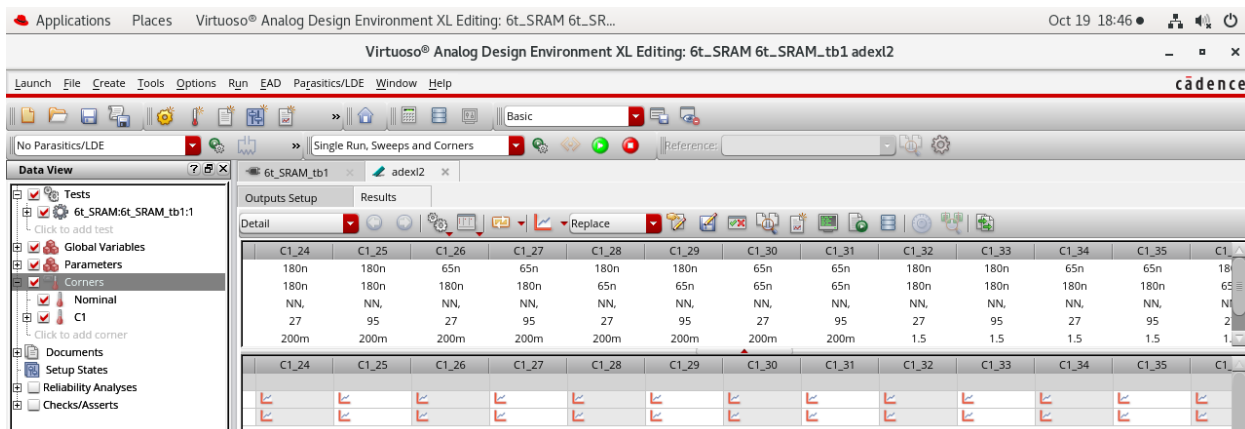 Applications Places Virtuoso® Analog Design Environment XL Editing: 6t_SRAM 6t_SR... Oct 19 18:46
Virtuoso® Analog Design Environment XL Editing: 6t_SRAM 6t_SRAM_tb1 adexl2
Launch File Create Tools Options Run EAD Parasitics/LDE Window Help cādence
» Basic
No Parasitics/LDE » Single Run, Sweeps and Corners Reference:
Data View
6t_SRAM_tb1 adexl2
Tests
6t_SRAM:6t_SRAM_tb1:1
Click to add test
Global Variables
Parameters
Corners
Nominal
C1
Click to add corner
Documents
Setup States
Reliability Analyses
Checks/Asserts
Outputs Setup Results
Detail Replace
C1_24 C1_25 C1_26 C1_27 C1_28 C1_29 C1_30 C1_31 C1_32 C1_33 C1_34 C1_35 C1_
180n 180n 65n 65n 180n 180n 65n 65n 180n 180n 65n 65n 18
180n 180n 180n 180n 65n 65n 65n 65n 180n 180n 180n 180n 65
NN, NN, NN, NN, NN, NN, NN, NN, NN, NN, NN, NN,
27 95 27 95 27 95 27 95 27 95 27 95 2
200m 200m 200m 200m 200m 200m 200m 200m 1.5 1.5 1.5 1.5 1.
C1_24 C1_25 C1_26 C1_27 C1_28 C1_29 C1_30 C1_31 C1_32 C1_33 C1_34 C1_35 C1_